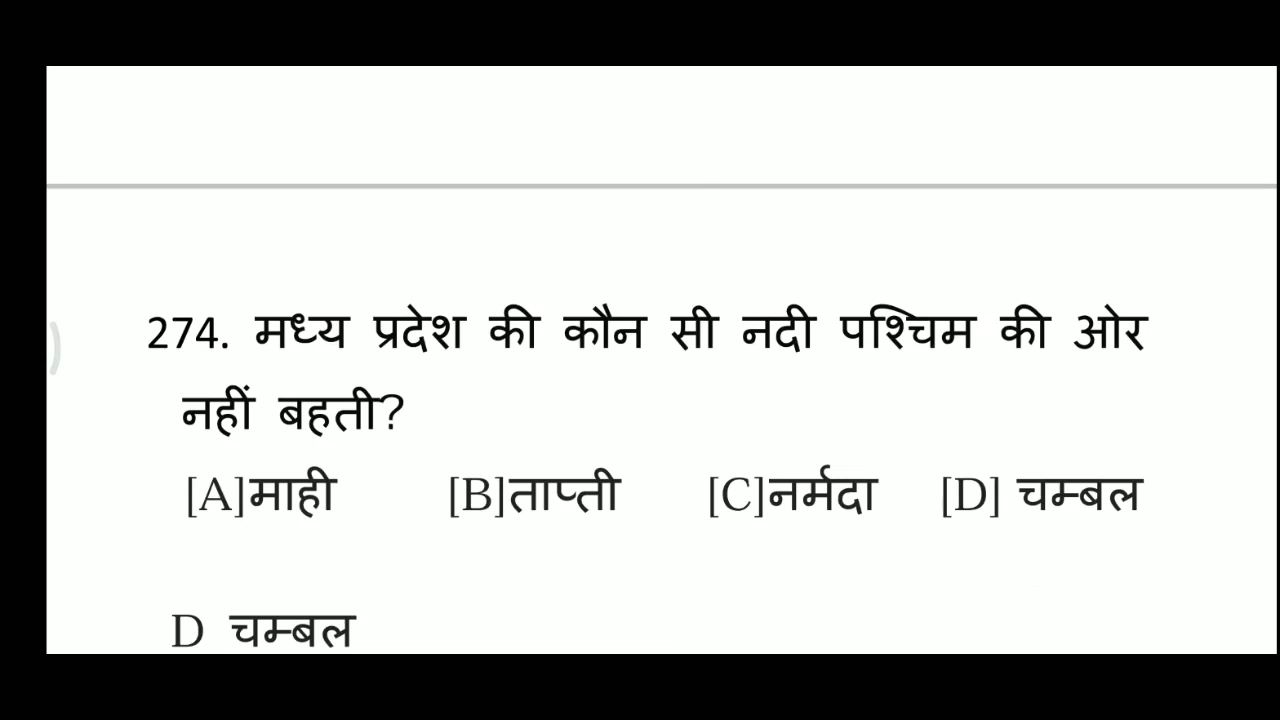 274. मध्य प्रदेश की कौन सी नदी पश्चिम की ओर
नहीं बहती?
[A]माही [B]ताप्ती [C]नर्मदा [D] चम्बल
D चम्बल